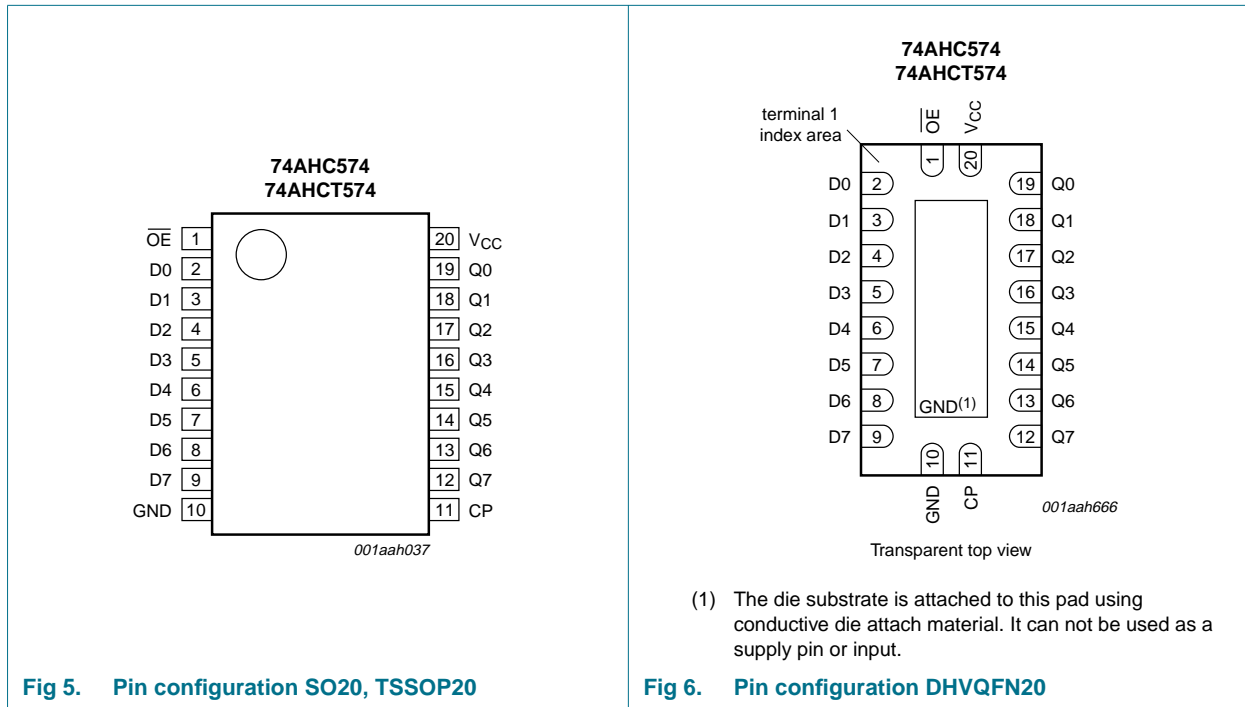 74AHC574
74AHCT574
OE 1
D0 2
D1 3
D2 4
D3 5
D4 6
D5 7
D6 8
D7 9
GND 10
20 VCC
19 Q0
18 Q1
17 Q2
16 Q3
15 Q4
14 Q5
13 Q6
12 Q7
11 CP
001aah037
Fig 5. Pin configuration SO20, TSSOP20
74AHC574
74AHCT574
terminal 1
index area
OE
VCC
1
20
D0 2
D1 3
D2 4
D3 5
D4 6
D5 7
D6 8
D7 9
19 Q0
18 Q1
17 Q2
16 Q3
15 Q4
14 Q5
13 Q6
12 Q7
GND(1)
10
11
GND
CP
001aah666
Transparent top view
(1) The die substrate is attached to this pad using
conductive die attach material. It can not be used as a
supply pin or input.
Fig 6. Pin configuration DHVQFN20